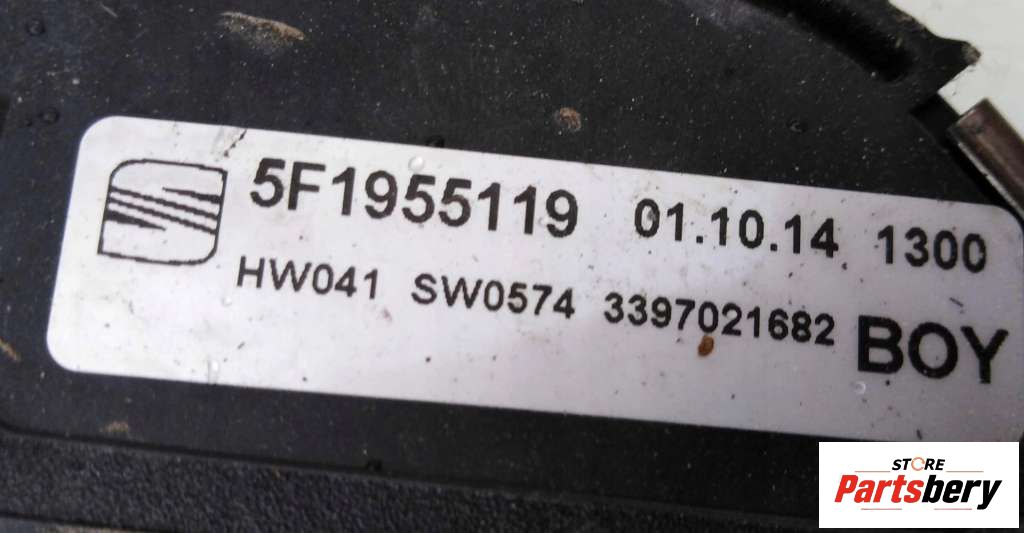 5F1955119 01.10.14 1300
HW041 SW0574 3397021682 BOY
STORE
Partsbery